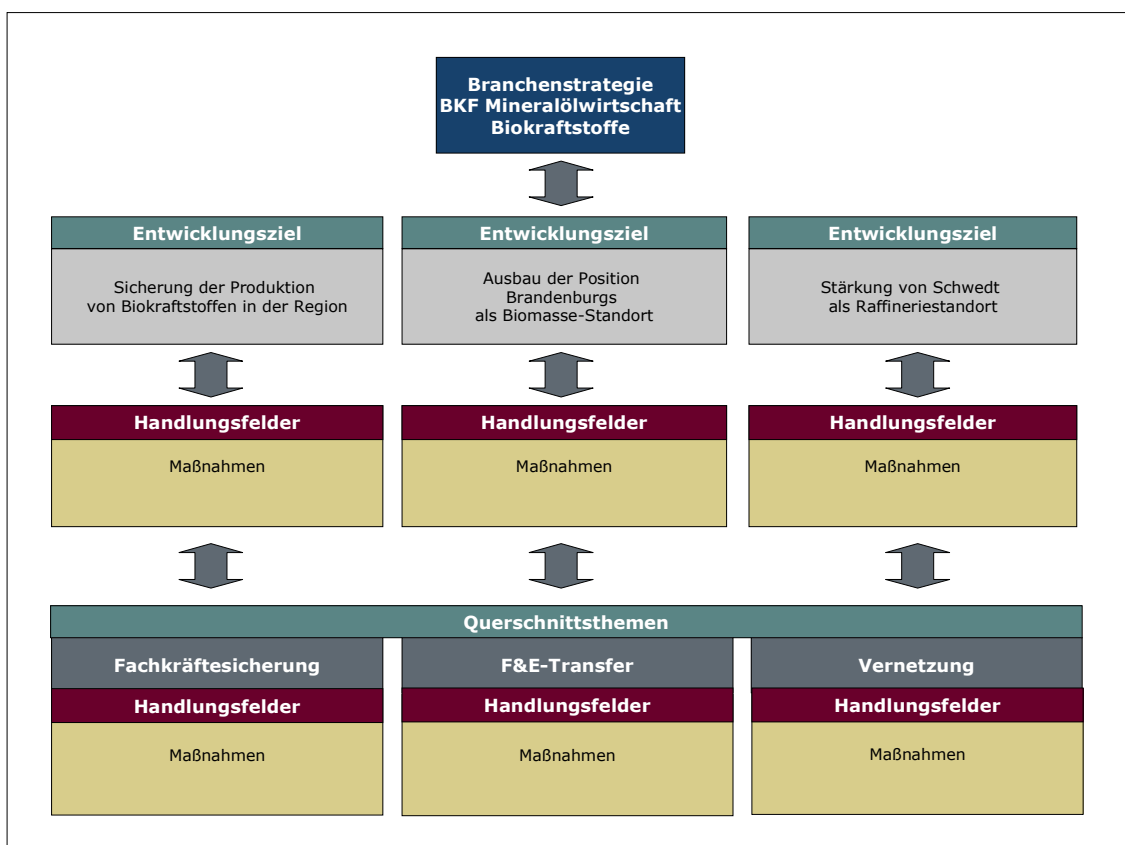 Branchenstrategie
BKF Mineralölwirtschaft
Biokraftstoffe
Entwicklungsziel
Sicherung der Produktion
von Biokraftstoffen in der Region
Entwicklungsziel
Ausbau der Position
Brandenburgs
als Biomasse-Standort
Entwicklungsziel
Stärkung von Schwedt
als Raffineriestandort
Handlungsfelder
Maßnahmen
Handlungsfelder
Maßnahmen
Handlungsfelder
Maßnahmen
Querschnittsthemen
Fachkräftesicherung
Handlungsfelder
Maßnahmen
F&E-Transfer
Handlungsfelder
Maßnahmen
Vernetzung
Handlungsfelder
Maßnahmen